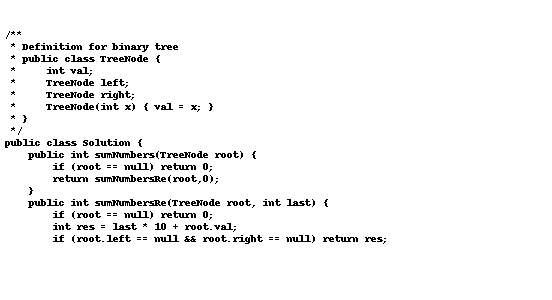 /**
 * Definition for binary tree
 * public class TreeNode {
 *     int val;
 *     TreeNode left;
 *     TreeNode right;
 *     TreeNode(int x) { val = x; }
 * }
 */
public class Solution {
    public int sumNumbers(TreeNode root) {
        if (root == null) return 0;
        return sumNumbersRe(root,0);
    }
    public int sumNumbersRe(TreeNode root, int last) {
        if (root == null) return 0;
        int res = last * 10 + root.val;
        if (root.left == null && root.right == null) return res;